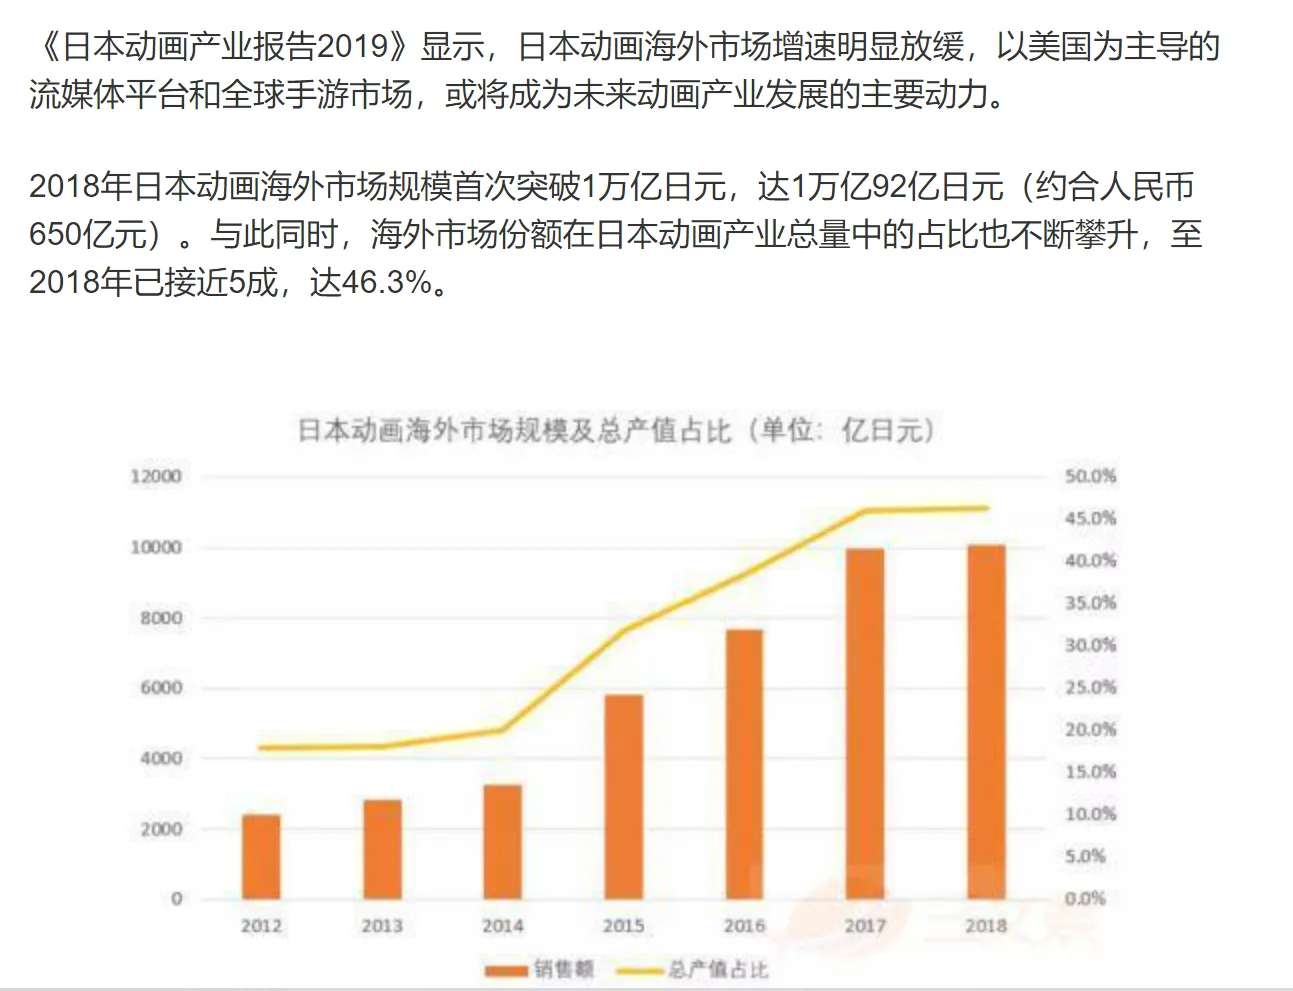 《日本动画产业报告2019》显示，日本动画海外市场增速明显放缓，以美国为主导的
流媒体平台和全球手游市场，或将成为未来动画产业发展的主要动力。
2018年日本动画海外市场规模首次突破1万亿日元，达1万亿92亿日元（约合人民币
650亿元）。与此同时，海外市场份额在日本动画产业总量中的占比也不断攀升，至
2018年已接近5成，达46.3%。
日本动画海外市场规模及总产值占比（单位：亿日元）
12000
10000
8000
6000
4000
2000
0
50.0%
45.0%
40.0%
35.0%
30.0%
25.0%
20.0%
15.0%
10.0%
5.0%
0.0%
2012 2013 2014 2015 2016 2017 2018
销售额 总产值占比